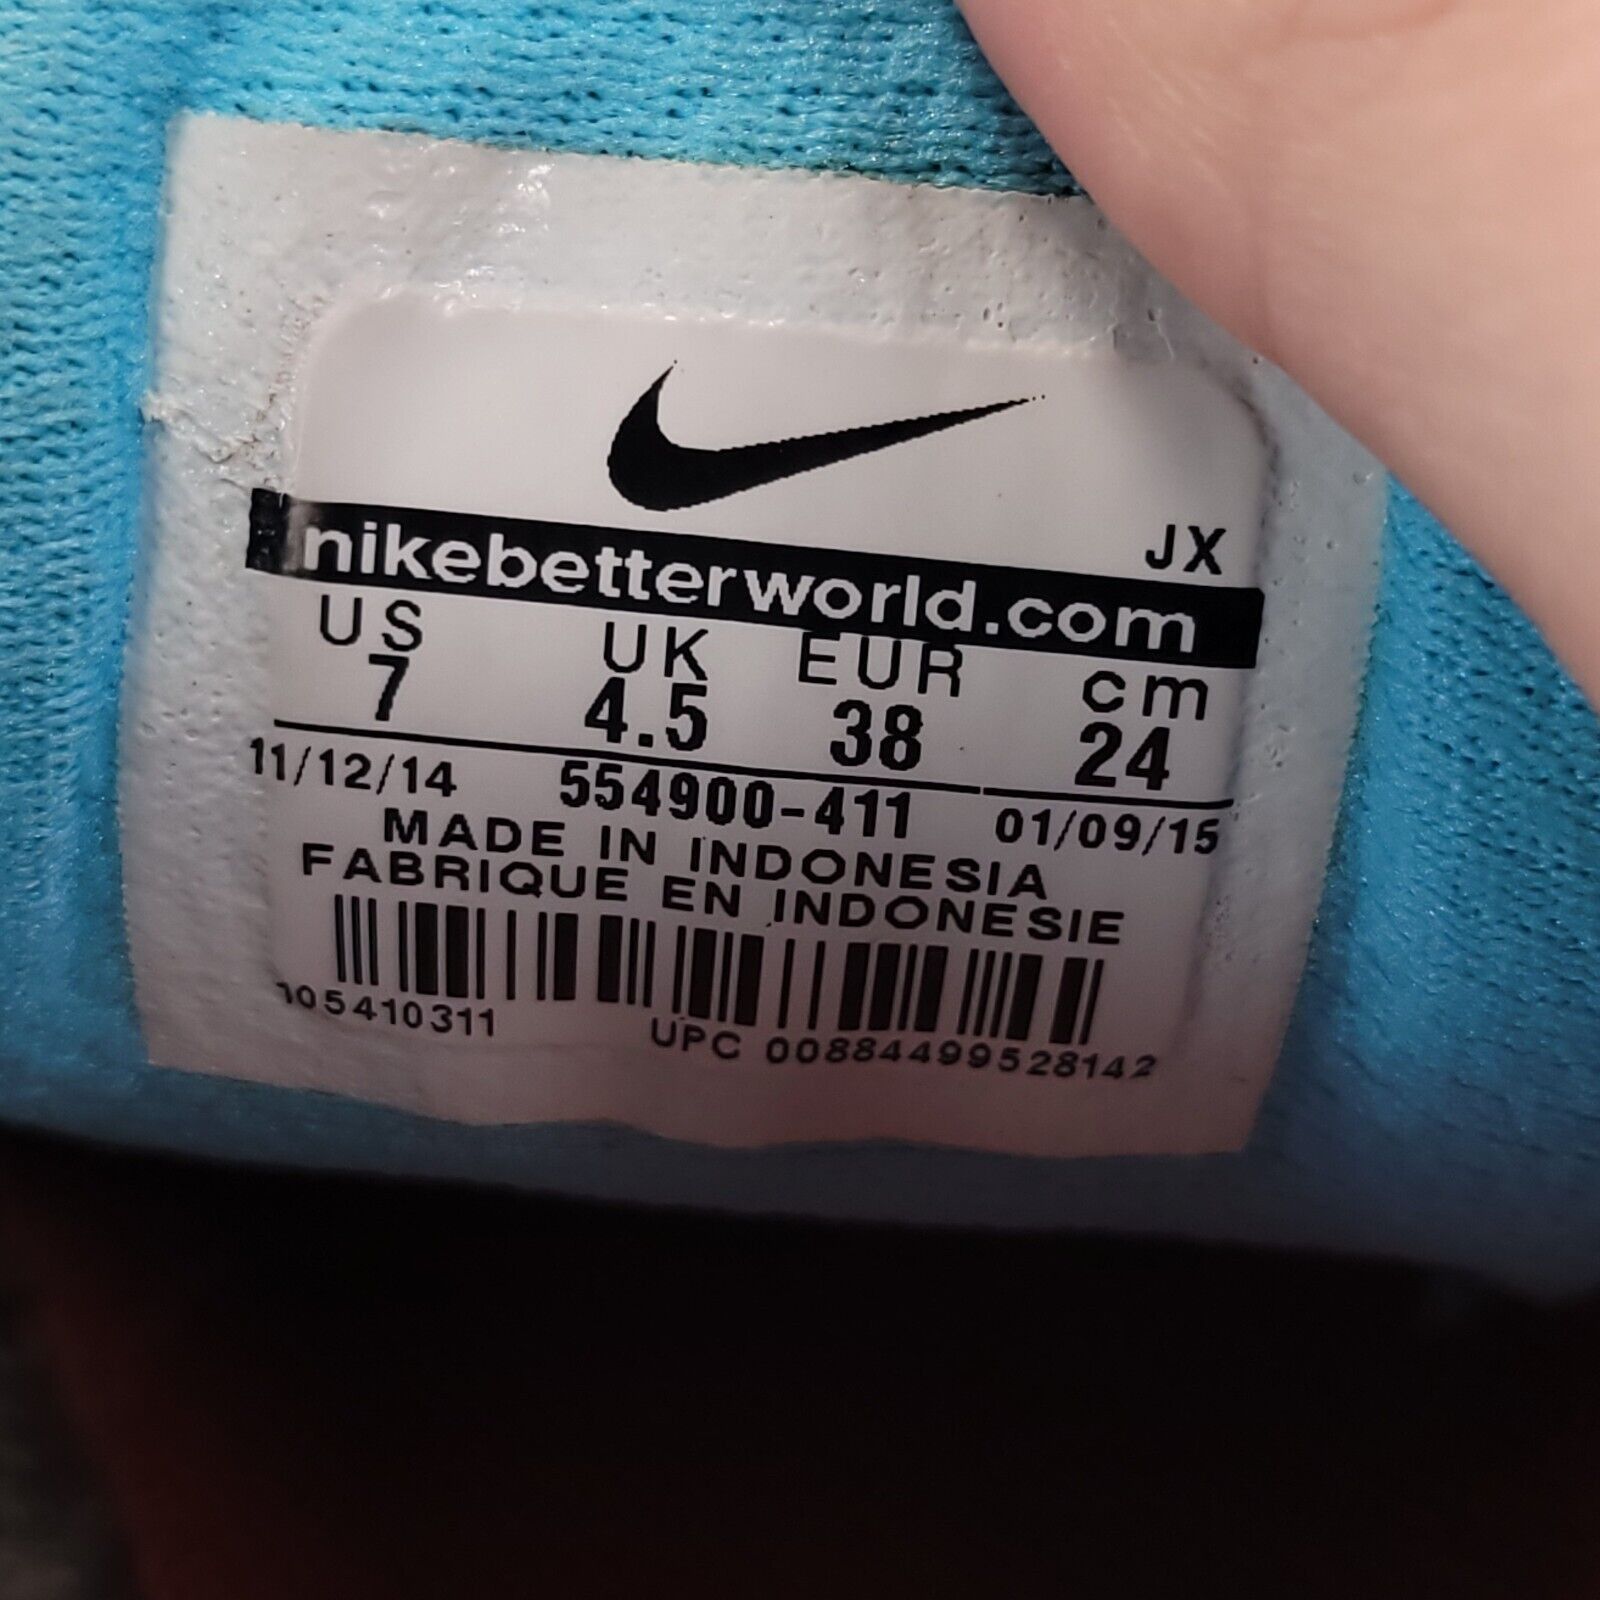 JX
nikebetterworld.com
US UK EUR cm
7 4.5 38 24
11/12/14 554900-411 01/09/15
MADE IN INDONESIA
FABRIQUE EN INDONESIE
105410311 UPC 00884499528142